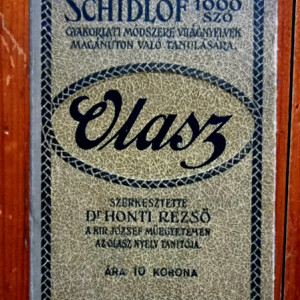 SCHIDLOF 1000
SZÓ
GYAKORLATI MÓDSZERE VILÁGNYELVEK
MAGÁNUTON VALÓ TANULÁSÁRA.
Olasz
SZERKESZTETTE
Dr HONTI REZSŐ
A KIR. JÓZSEF MŰEGYETEMEN
AZ OLASZ NYELV TANÍTÓJA.
ÁRA 10 KORONA